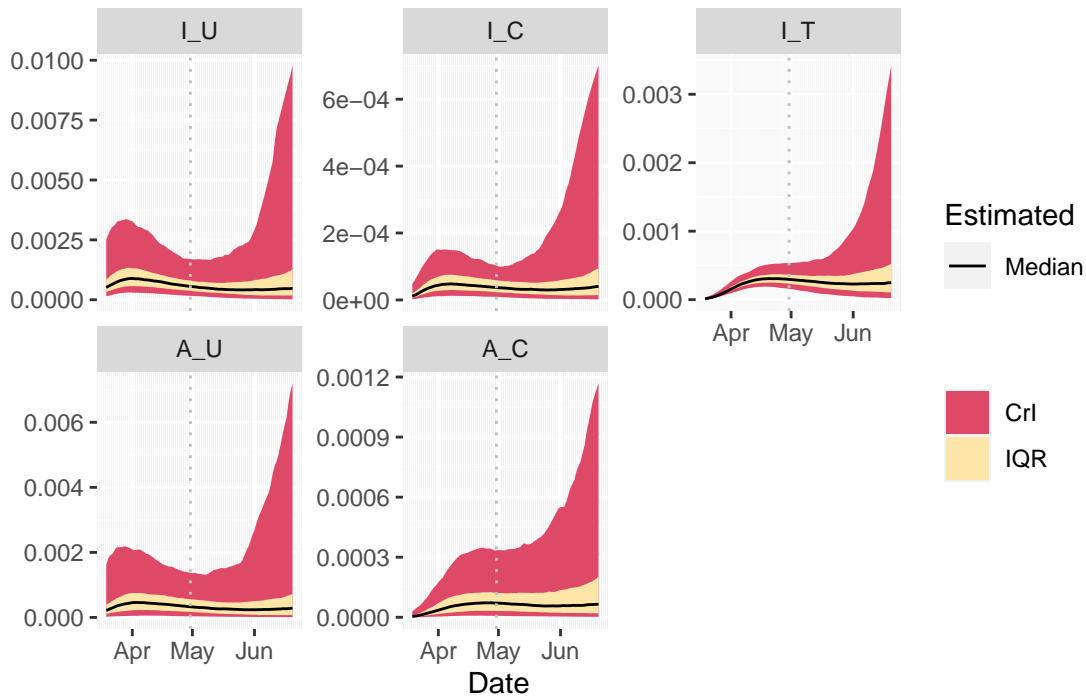 I_U
I_C
I_T
0.0100
0.0075
0.0050
0.0025
0.0000
6e−04
4e−04
2e−04
0e+00
0.003
0.002
0.001
0.000
Apr May Jun
A_U
A_C
0.006
0.004
0.002
0.000
Apr May Jun
0.0012
0.0009
0.0006
0.0003
0.0000
Apr May Jun
Date
Estimated
Median
CrI
IQR